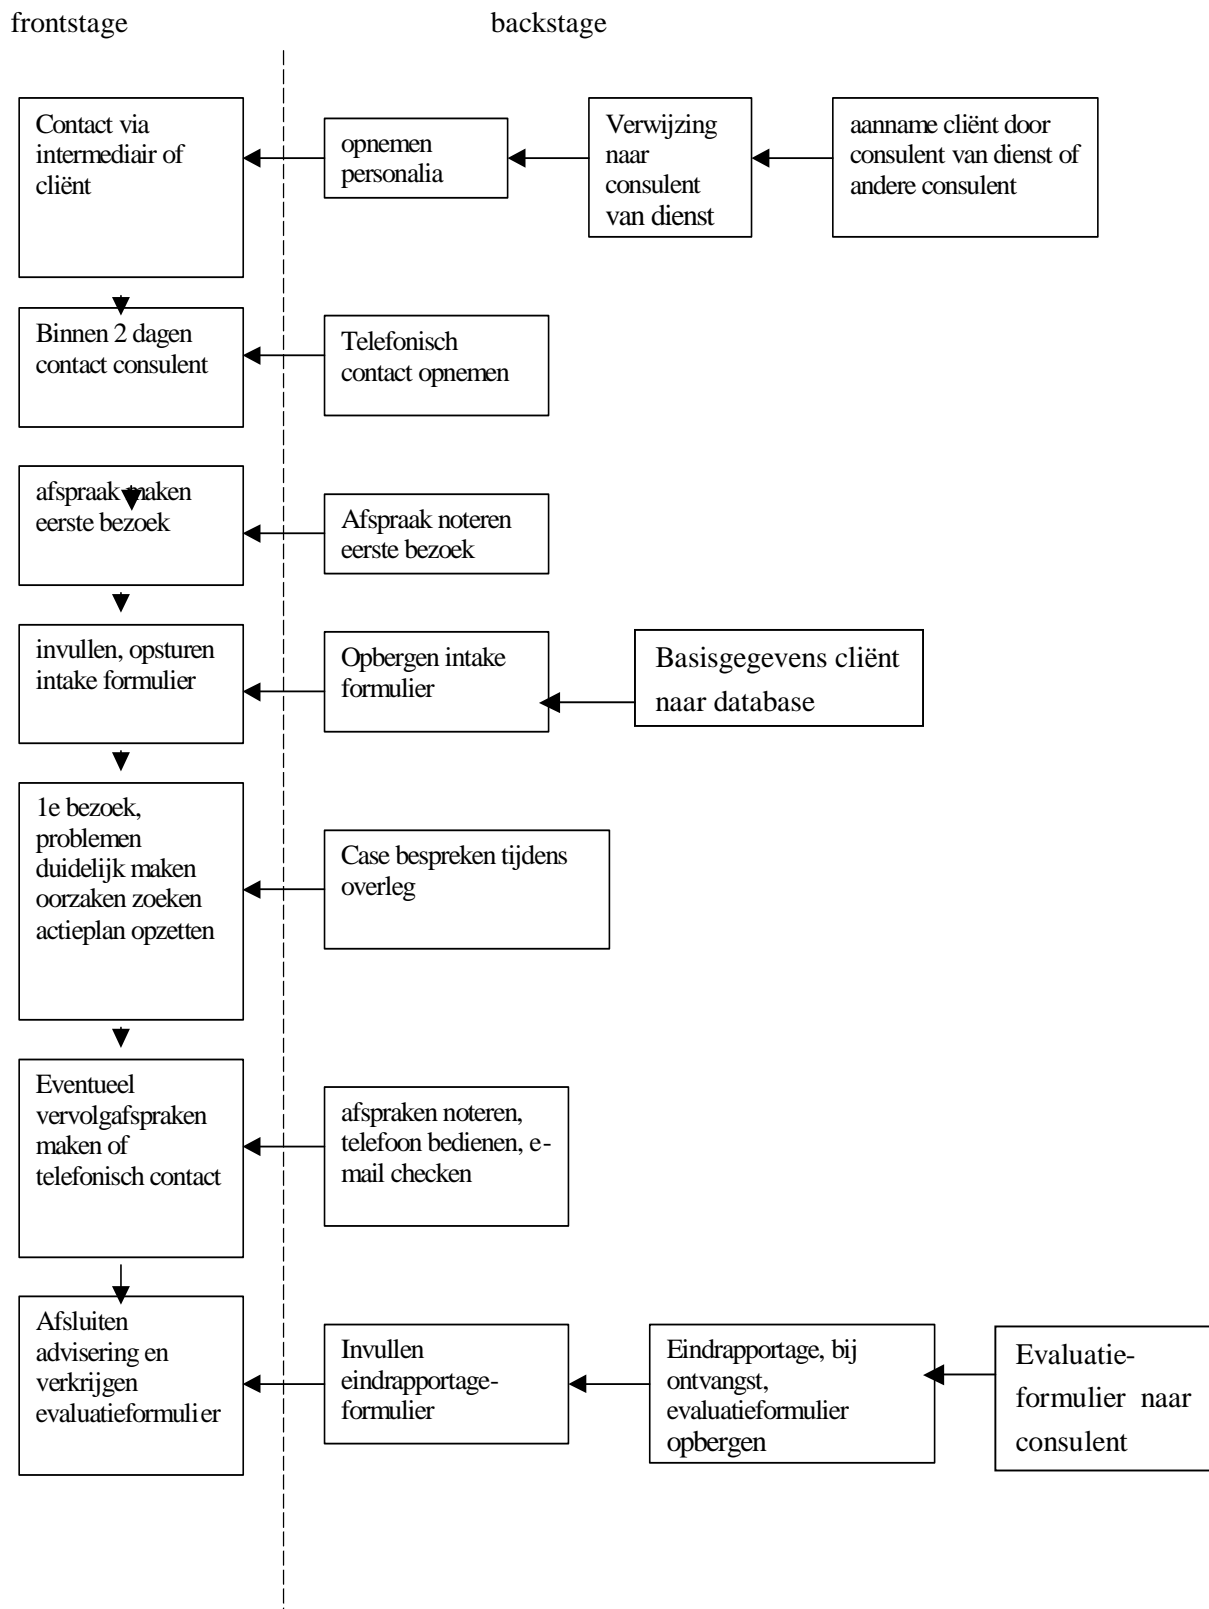 frontstage
backstage
Contact via
intermediair of
cliënt
opnemen
personalia
Verwijzing
naar
consulent
van dienst
aanname cliënt door
consulent van dienst of
andere consulent
Binnen 2 dagen
contact consulent
Telefonisch
contact opnemen
afspraak maken
eerste bezoek
Afspraak noteren
eerste bezoek
invullen, opsturen
intake formulier
Opbergen intake
formulier
Basisgegevens cliënt
naar database
1e bezoek,
problemen
duidelijk maken
oorzaken zoeken
actieplan opzetten
Case bespreken tijdens
overleg
Eventueel
vervolgafspraken
maken of
telefonisch contact
afspraken noteren,
telefoon bedienen, e-
mail checken
Afsluiten
advisering en
verkrijgen
evaluatieformulier
Invullen
eindrapportage-
formulier
Eindrapportage, bij
ontvangst,
evaluatieformulier
opbergen
Evaluatie-
formulier naar
consulent